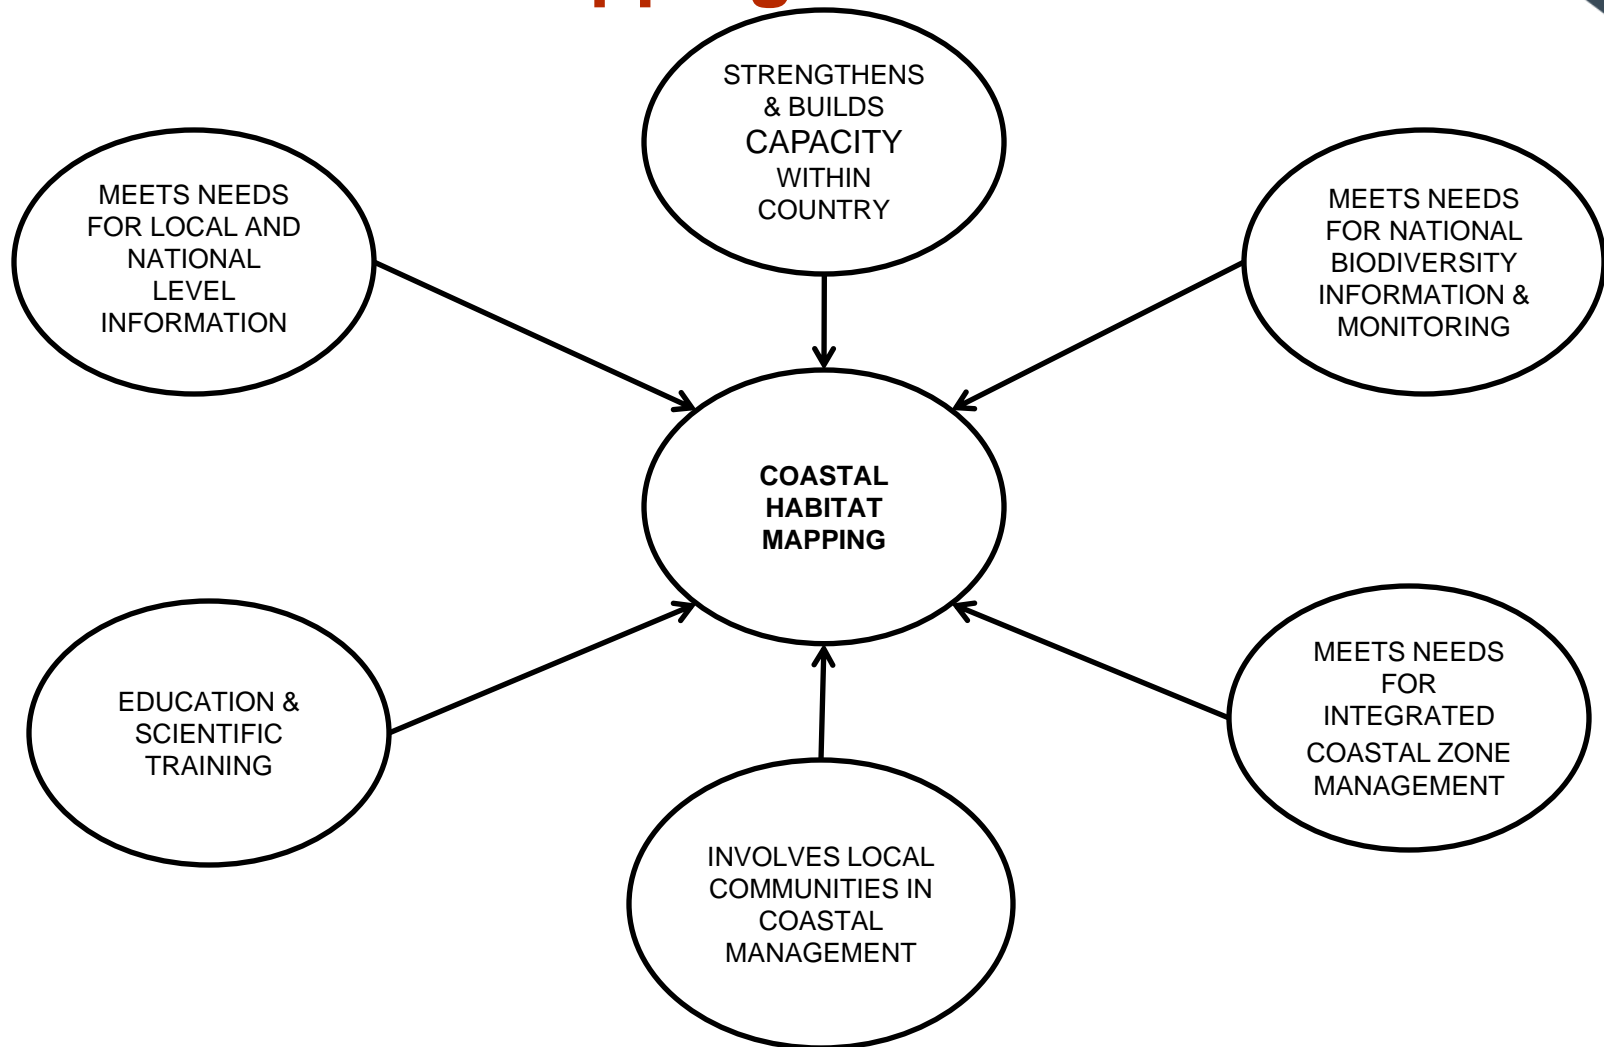 STRENGTHENS
& BUILDS
CAPACITY
WITHIN
COUNTRY
MEETS NEEDS
FOR LOCAL AND
NATIONAL
LEVEL
INFORMATION
MEETS NEEDS
FOR NATIONAL
BIODIVERSITY
INFORMATION &
MONITORING
COASTAL
HABITAT
MAPPING
EDUCATION &
SCIENTIFIC
TRAINING
MEETS NEEDS
FOR
INTEGRATED
COASTAL ZONE
MANAGEMENT
INVOLVES LOCAL
COMMUNITIES IN
COASTAL
MANAGEMENT